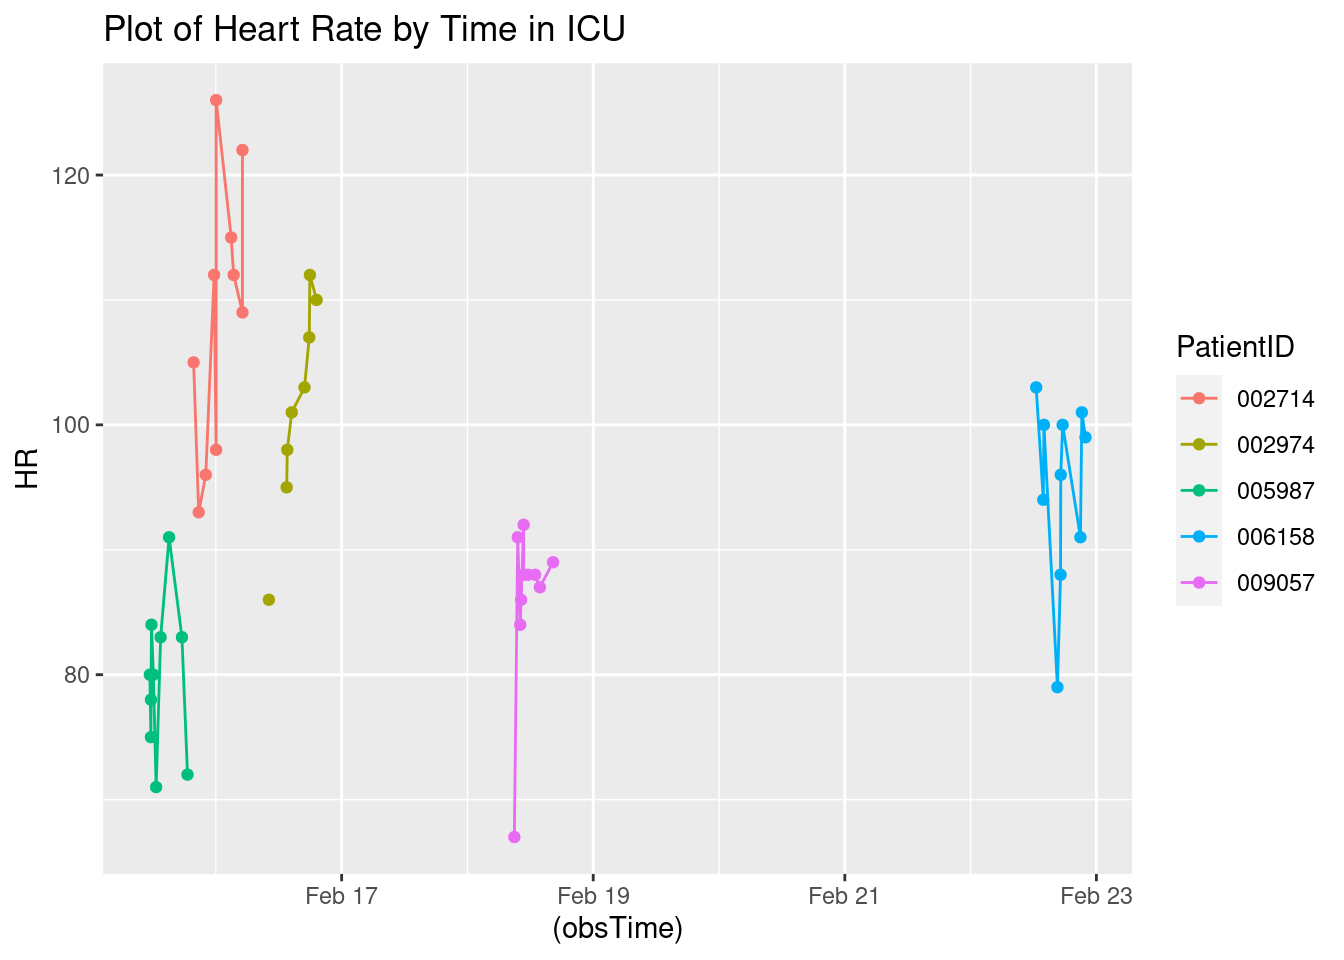 Plot of Heart Rate by Time in ICU
120
100
80
HR
Feb 17
Feb 19
Feb 21
Feb 23
(obsTime)
PatientID
002714
002974
005987
006158
009057